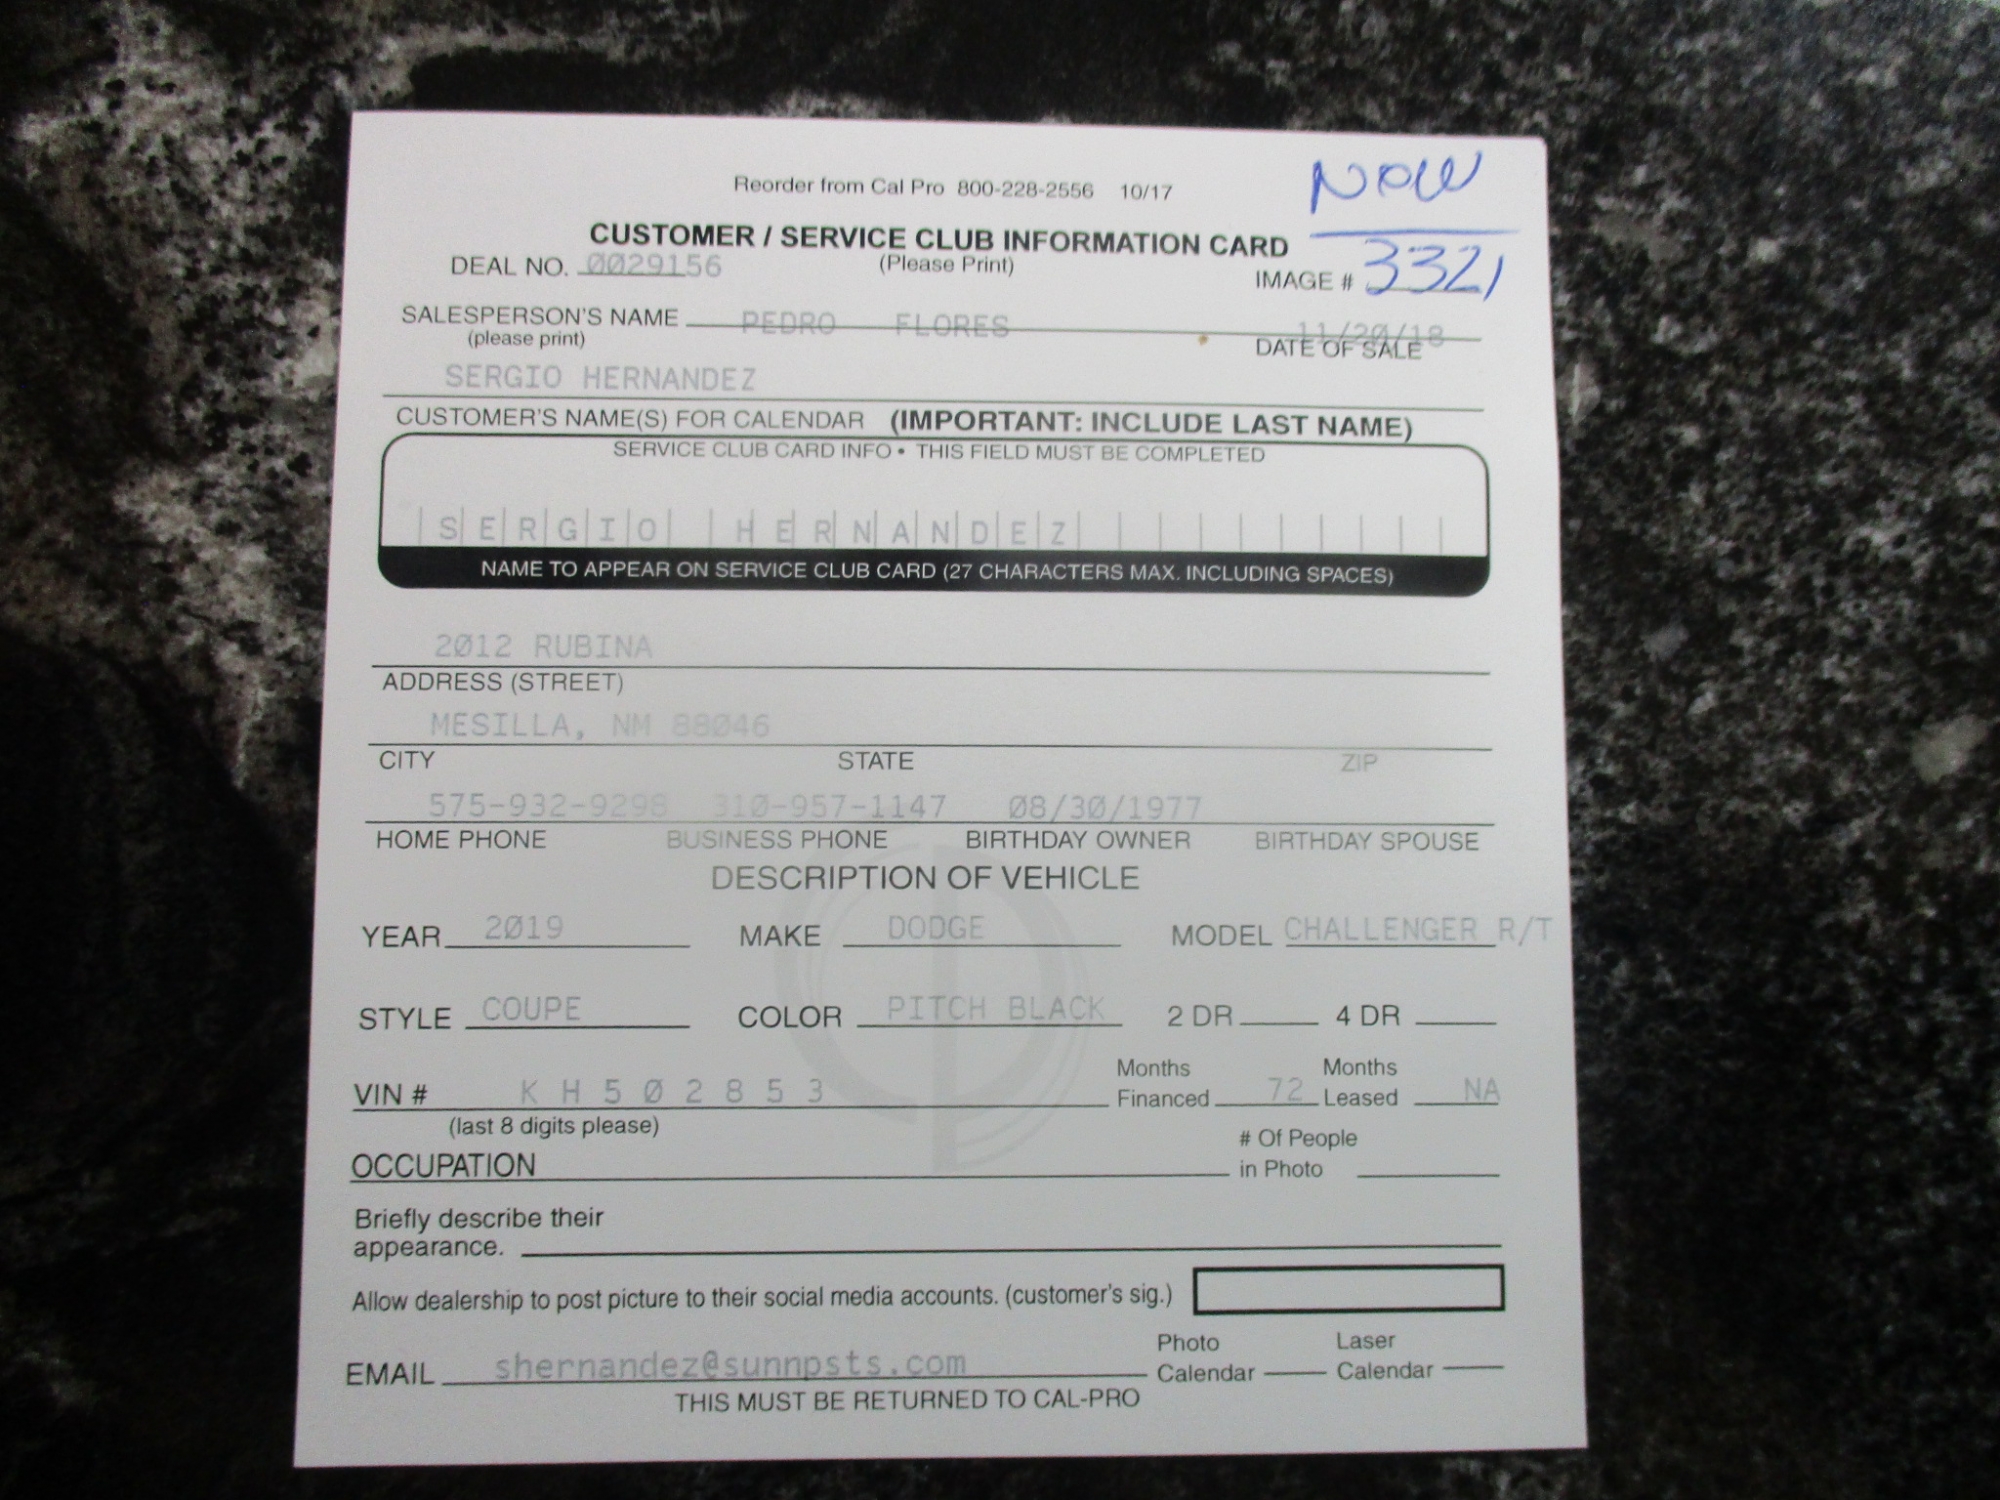 Reorder from Cal Pro 800-228-2556 10/17
New
CUSTOMER / SERVICE CLUB INFORMATION CARD
DEAL NO. 0029156 (Please Print) IMAGE # 3321
SALESPERSON'S NAME PEDRO FLORES 11/20/18
(please print) DATE OF SALE
SERGIO HERNANDEZ
CUSTOMER'S NAME(S) FOR CALENDAR (IMPORTANT: INCLUDE LAST NAME)
SERVICE CLUB CARD INFO • THIS FIELD MUST BE COMPLETED
SERGIO HERNANDEZ
NAME TO APPEAR ON SERVICE CLUB CARD (27 CHARACTERS MAX. INCLUDING SPACES)
2012 RUBINA
ADDRESS (STREET)
MESILLA, NM 88046
CITY STATE ZIP
575-932-9298 310-957-1147 08/30/1977
HOME PHONE BUSINESS PHONE BIRTHDAY OWNER BIRTHDAY SPOUSE
DESCRIPTION OF VEHICLE
YEAR 2019 MAKE DODGE MODEL CHALLENGER R/T
STYLE COUPE COLOR PITCH BLACK 2 DR 4 DR
Months Months
VIN # KH502853 Financed 72 Leased NA
(last 8 digits please)
# Of People
OCCUPATION in Photo
Briefly describe their
appearance.
Allow dealership to post picture to their social media accounts. (customer's sig.)
Photo Laser
EMAIL shernandez@sunnpsts.com Calendar Calendar
THIS MUST BE RETURNED TO CAL-PRO